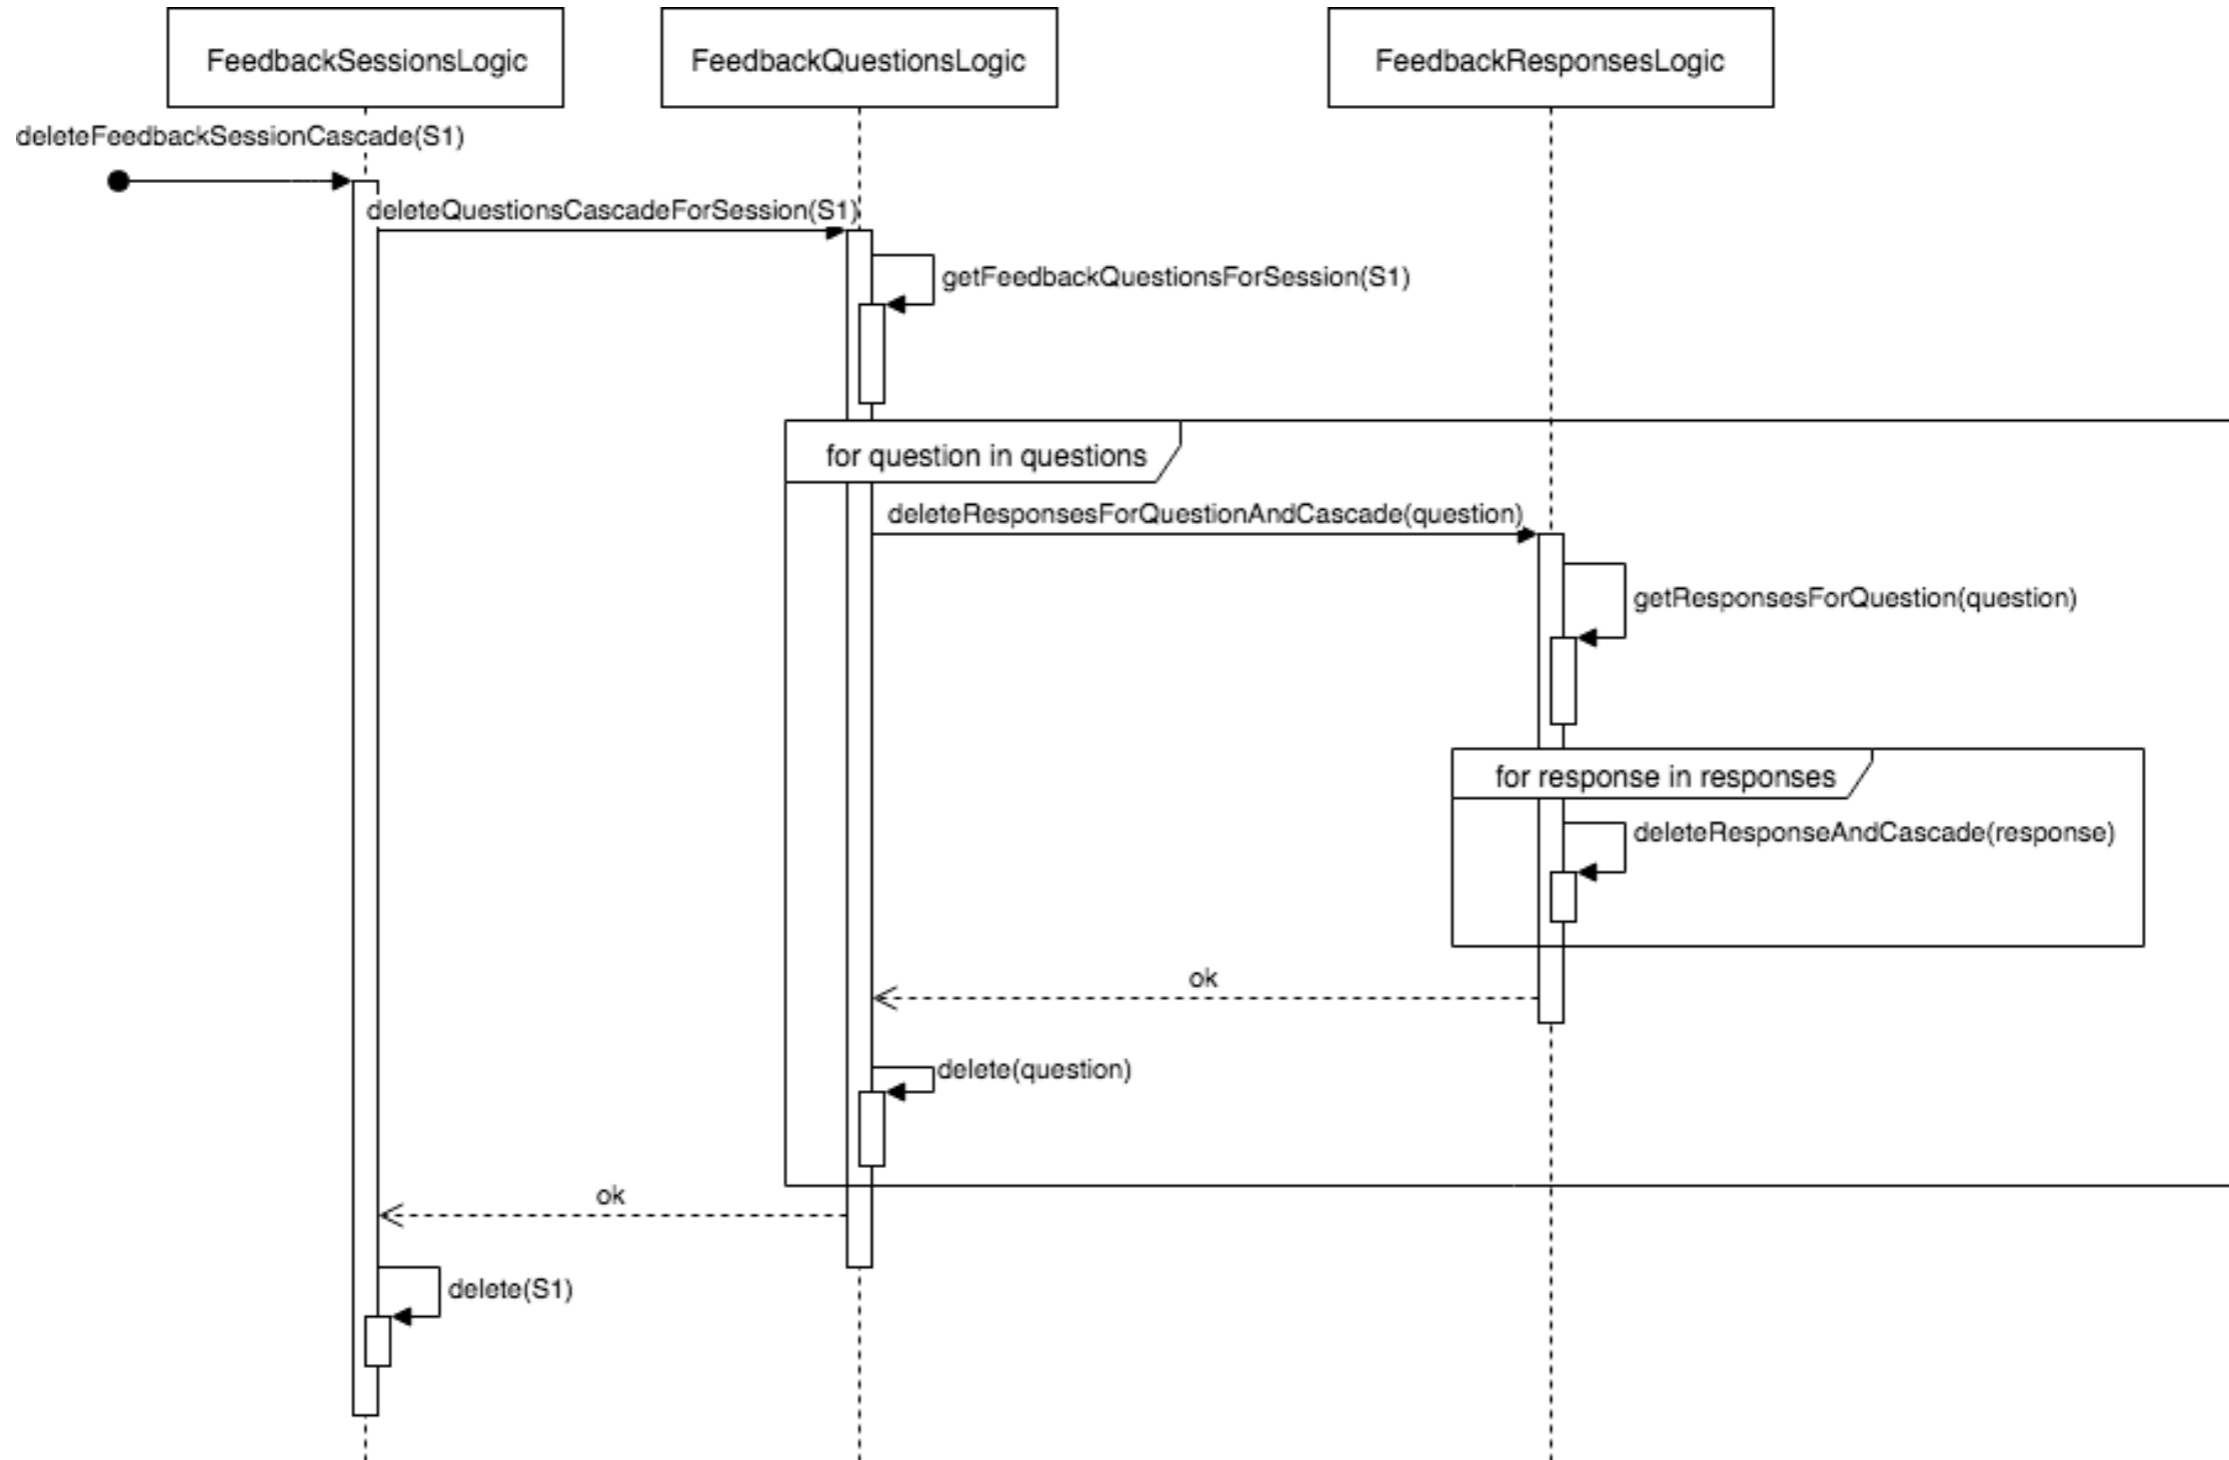 FeedbackSessionsLogic
FeedbackQuestionsLogic
FeedbackResponsesLogic
deleteFeedbackSessionCascade(S1)
deleteQuestionsCascadeForSession(S1)
getFeedbackQuestionsForSession(S1)
for question in questions
deleteResponsesForQuestionAndCascade(question)
getResponsesForQuestion(question)
for response in responses
deleteResponseAndCascade(response)
ok
delete(question)
ok
delete(S1)